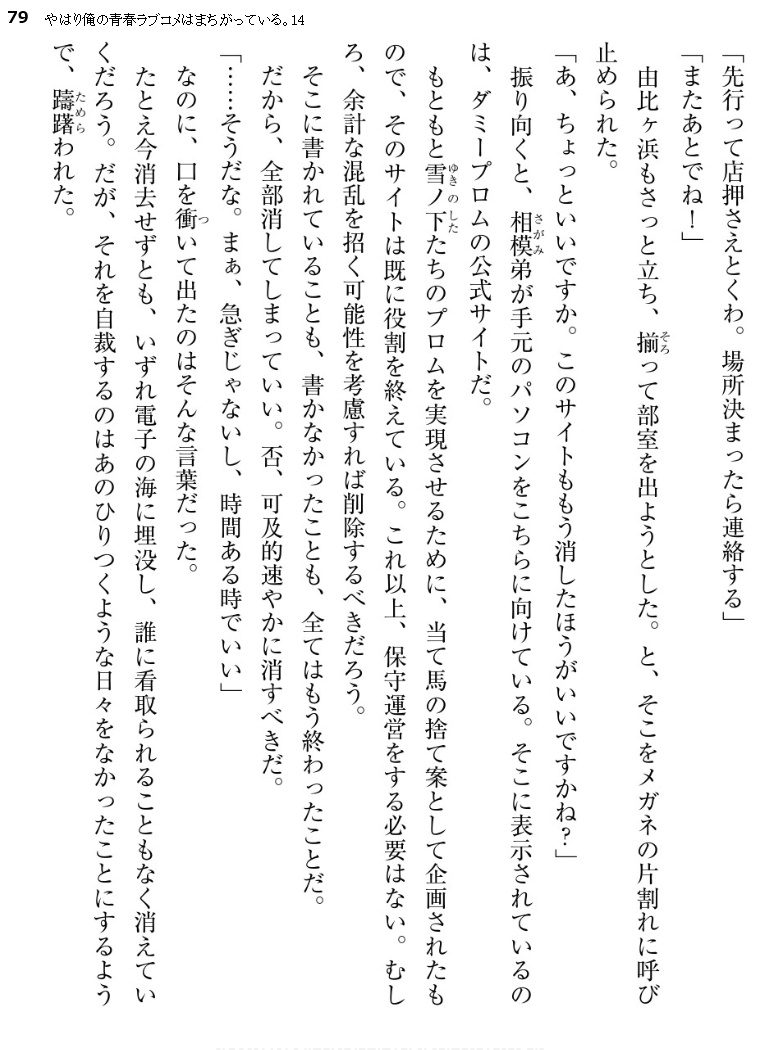 79 やはり俺の青春ラブコメはまちがっている。14
「先行って店押さえとくわ。場所決まったら連絡する」
「またあとでね！」
由比ヶ浜もさっと立ち、揃って部室を出ようとした。と、そこをメガネの片割れに呼び
止められた。
「あ、ちょっといいですか。このサイトももう消したほうがいいですかね？」
振り向くと、相模弟が手元のパソコンをこちらに向けている。そこに表示されているの
は、ダミープロムの公式サイトだ。
もともと雪ノ下たちのプロムを実現させるために、当て馬の捨て案として企画されたも
ので、そのサイトは既に役割を終えている。これ以上、保守運営をする必要はない。むし
ろ、余計な混乱を招く可能性を考慮すれば削除するべきだろう。
そこに書かれていることも、書かなかったことも、全てはもう終わったことだ。
だから、全部消してしまっていい。否、可及的速やかに消すべきだ。
「……そうだな。まぁ、急ぎじゃないし、時間ある時でいい」
なのに、口を衝いて出たのはそんな言葉だった。
たとえ今消去せずとも、いずれ電子の海に埋没し、誰に看取られることもなく消えてい
くだろう。だが、それを自裁するのはあのひりつくような日々をなかったことにするよう
で、躊躇われた。